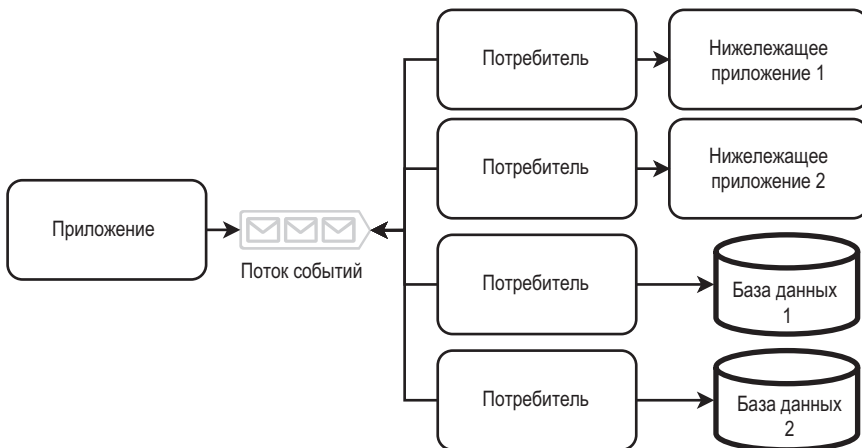 Потребитель
Нижележащее
приложение 1
Потребитель
Нижележащее
приложение 2
Приложение
Поток событий
Потребитель
База данных
1
Потребитель
База данных
2